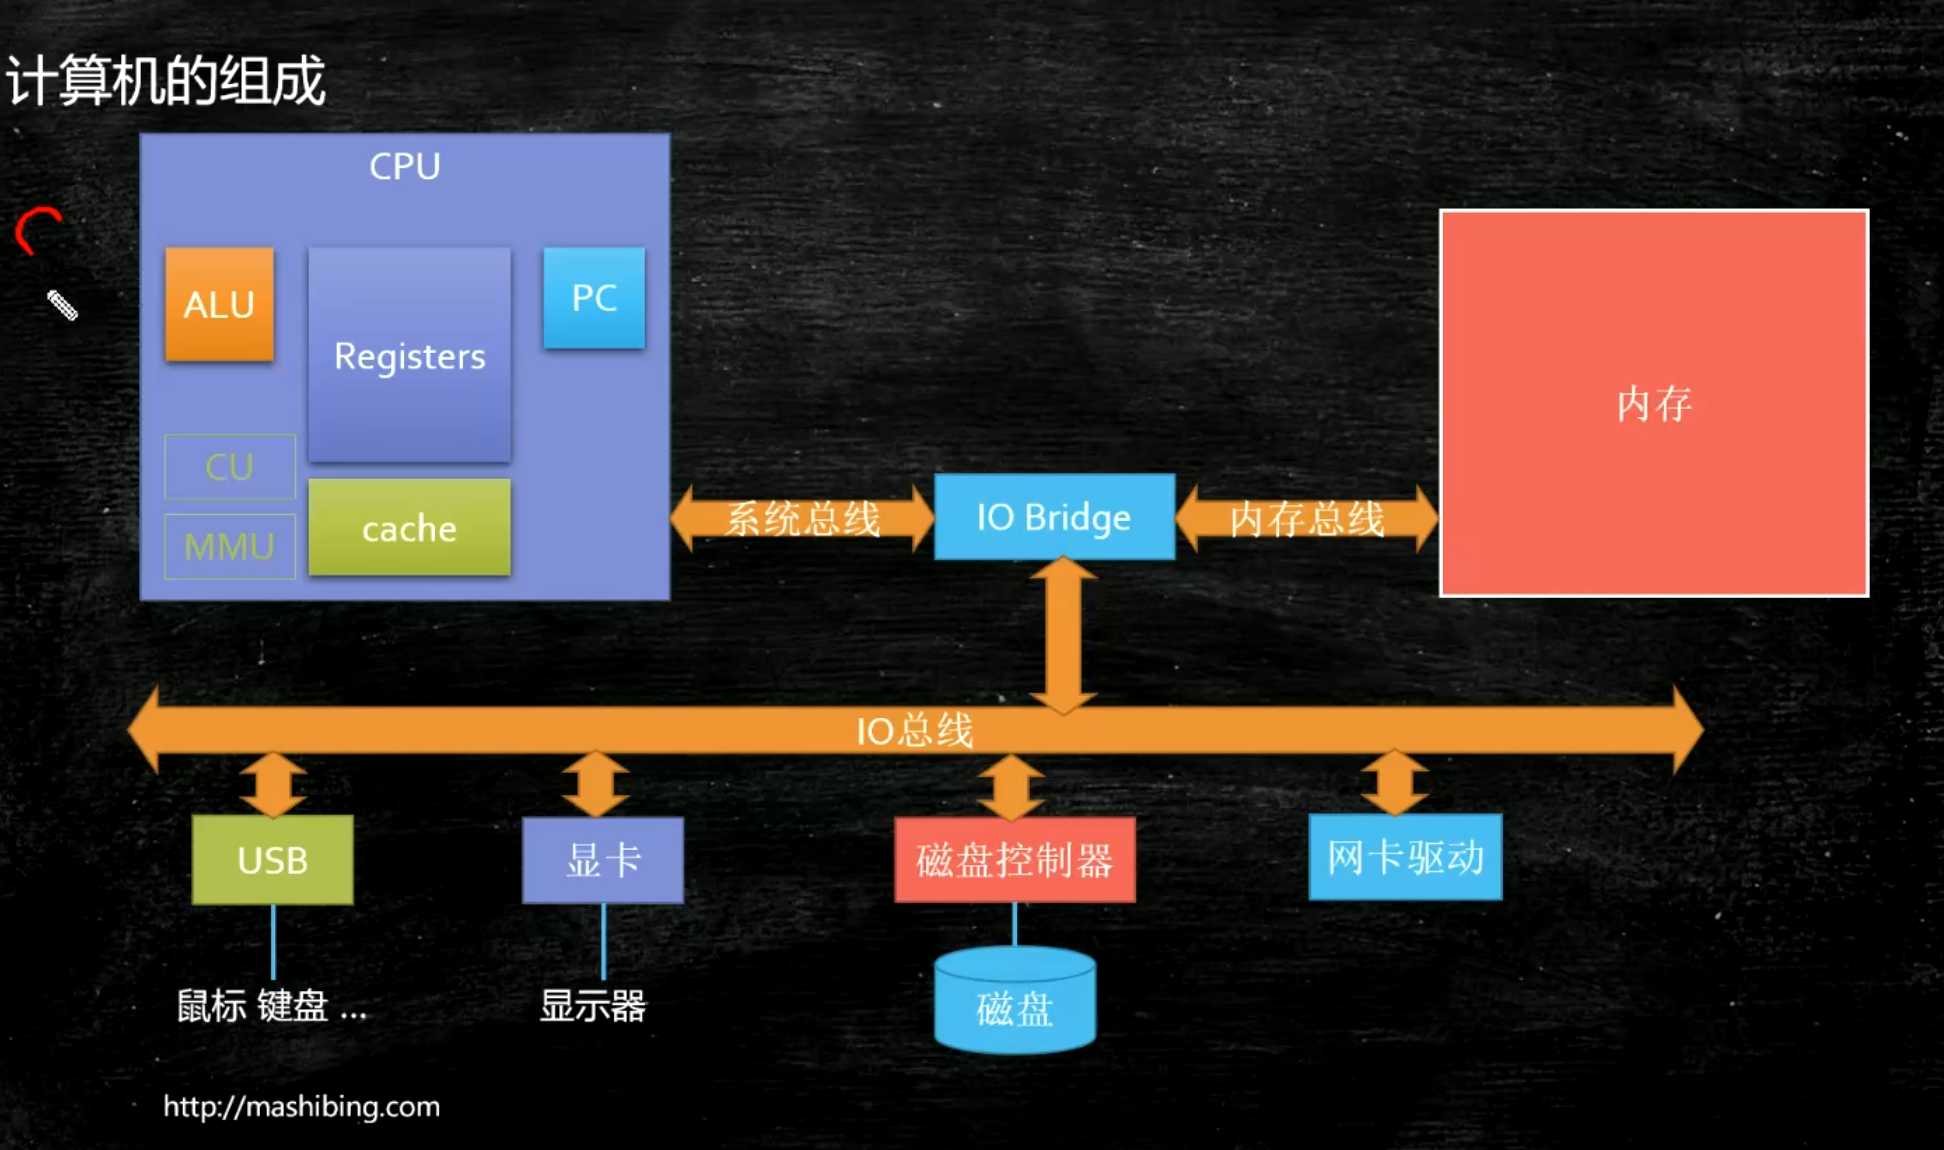 计算机的组成
CPU
ALU
Registers
PC
CU
MMU
cache
系统总线
IO Bridge
内存总线
内存
IO总线
USB
显卡
磁盘控制器
网卡驱动
鼠标 键盘 ...
显示器
磁盘
http://mashibing.com